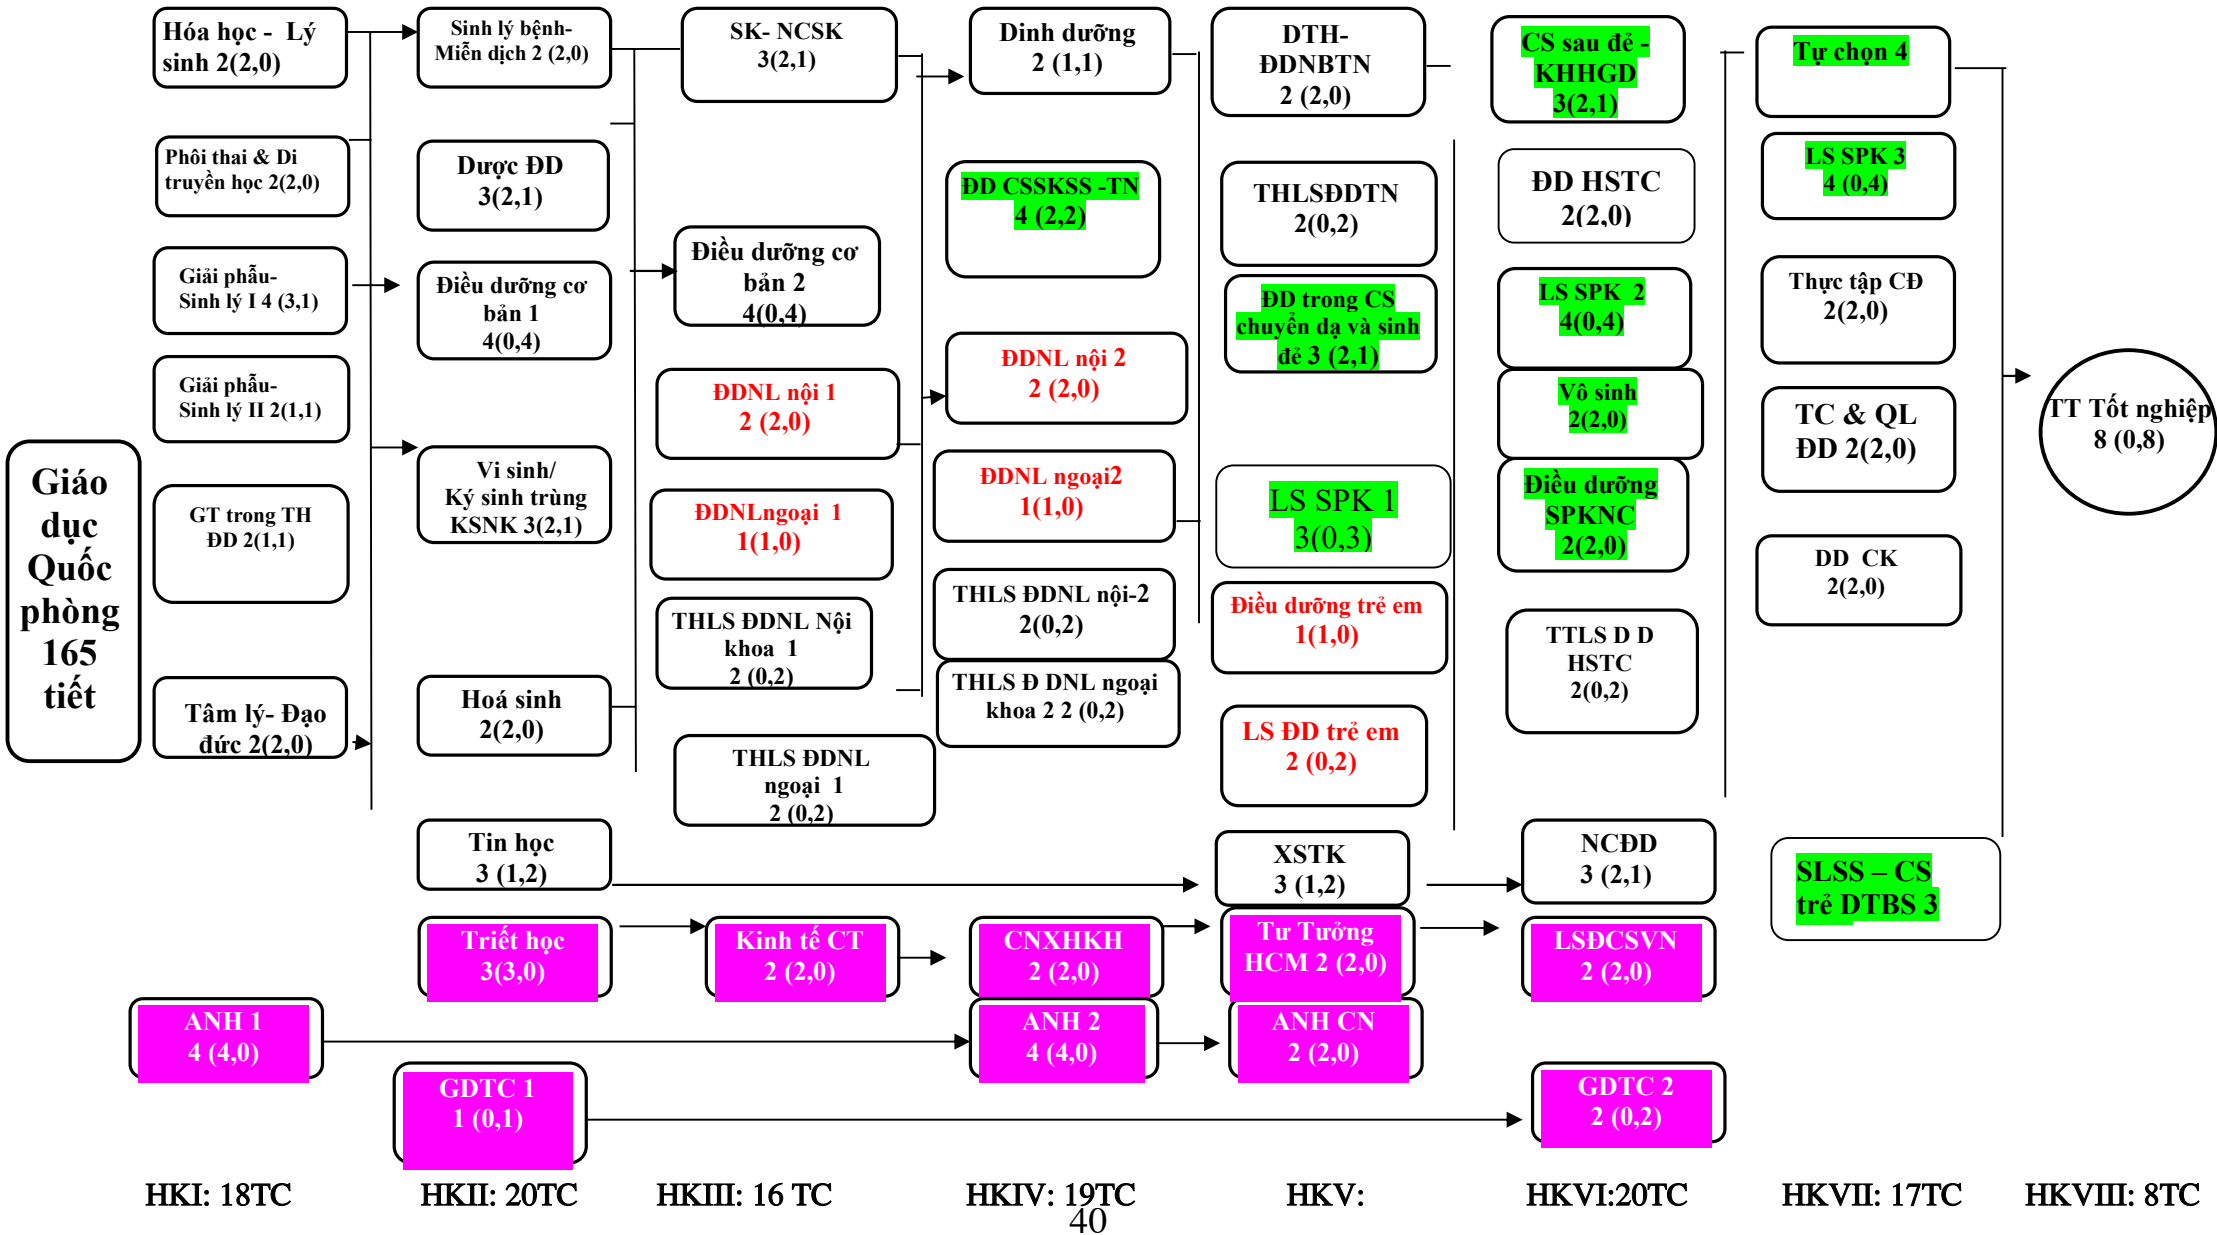 Giáo
dục
Quốc
phòng
165
tiết
Hóa học - Lý
sinh 2(2,0)
Phôi thai & Di
truyền học 2(2,0)
Giải phẫu-
Sinh lý I 4 (3,1)
Giải phẫu-
Sinh lý II 2(1,1)
GT trong TH
ĐD 2(1,1)
Tâm lý- Đạo
đức 2(2,0)
ANH 1
4 (4,0)
Sinh lý bệnh-
Miễn dịch 2 (2,0)
Dược ĐD
3(2,1)
Điều dưỡng cơ
bản 1
4(0,4)
Vi sinh/
Ký sinh trùng
KSNK 3(2,1)
Hoá sinh
2(2,0)
Tin học
3 (1,2)
Triết học
3(3,0)
GDTC 1
1 (0,1)
SK- NCSK
3(2,1)
Điều dưỡng cơ
bản 2
4(0,4)
ĐDNL nội 1
2 (2,0)
ĐDNLngoại 1
1(1,0)
THLS ĐDNL Nội
khoa 1
2 (0,2)
THLS ĐDNL
ngoại 1
2 (0,2)
Kinh tế CT
2 (2,0)
Dinh dưỡng
2 (1,1)
ĐD CSSKSS -TN
4 (2,2)
ĐDNL nội 2
2 (2,0)
ĐDNL ngoại2
1(1,0)
THLS ĐDNL nội-2
2(0,2)
THLS Đ DNL ngoại
khoa 2 2 (0,2)
CNXHKH
2 (2,0)
ANH 2
4 (4,0)
DTH-
ĐDNBTN
2 (2,0)
THLSĐDTN
2(0,2)
ĐD trong CS
chuyển dạ và sinh
đẻ 3 (2,1)
LS SPK 1
3(0,3)
Điều dưỡng trẻ em
1(1,0)
LS ĐD trẻ em
2 (0,2)
XSTK
3 (1,2)
Tư Tưởng
HCM 2 (2,0)
ANH CN
2 (2,0)
CS sau đẻ -
KHHGD
3(2,1)
ĐD HSTC
2(2,0)
LS SPK 2
4(0,4)
Vô sinh
2(2,0)
Điều dưỡng
SPKNC
2(2,0)
TTLS D D
HSTC
2(0,2)
NCĐD
3 (2,1)
LSĐCSVN
2 (2,0)
GDTC 2
2 (0,2)
Tự chọn 4
LS SPK 3
4 (0,4)
Thực tập CĐ
2(2,0)
TC & QL
ĐD 2(2,0)
DD CK
2(2,0)
SLSS – CS
trẻ DTBS 3
TT Tốt nghiệp
8 (0,8)
HKI: 18TC
HKII: 20TC
HKIII: 16 TC
HKIV: 19TC
HKV:
HKVI:20TC
HKVII: 17TC
HKVIII: 8TC
40